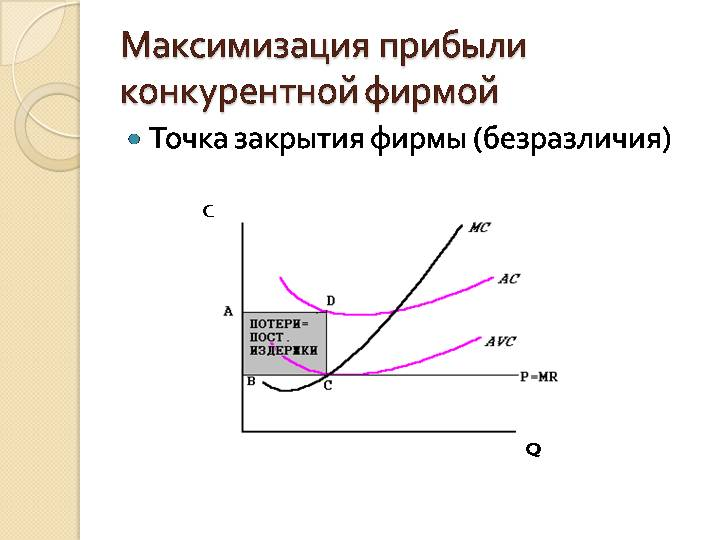 Максимизация прибыли
конкурентной фирмой
Точка закрытия фирмы (безразличия)
C
MC
AC
A
D
ПОТЕРИ=
ПОСТ.
ИЗДЕРЖКИ
AVC
B
C
P=MR
Q